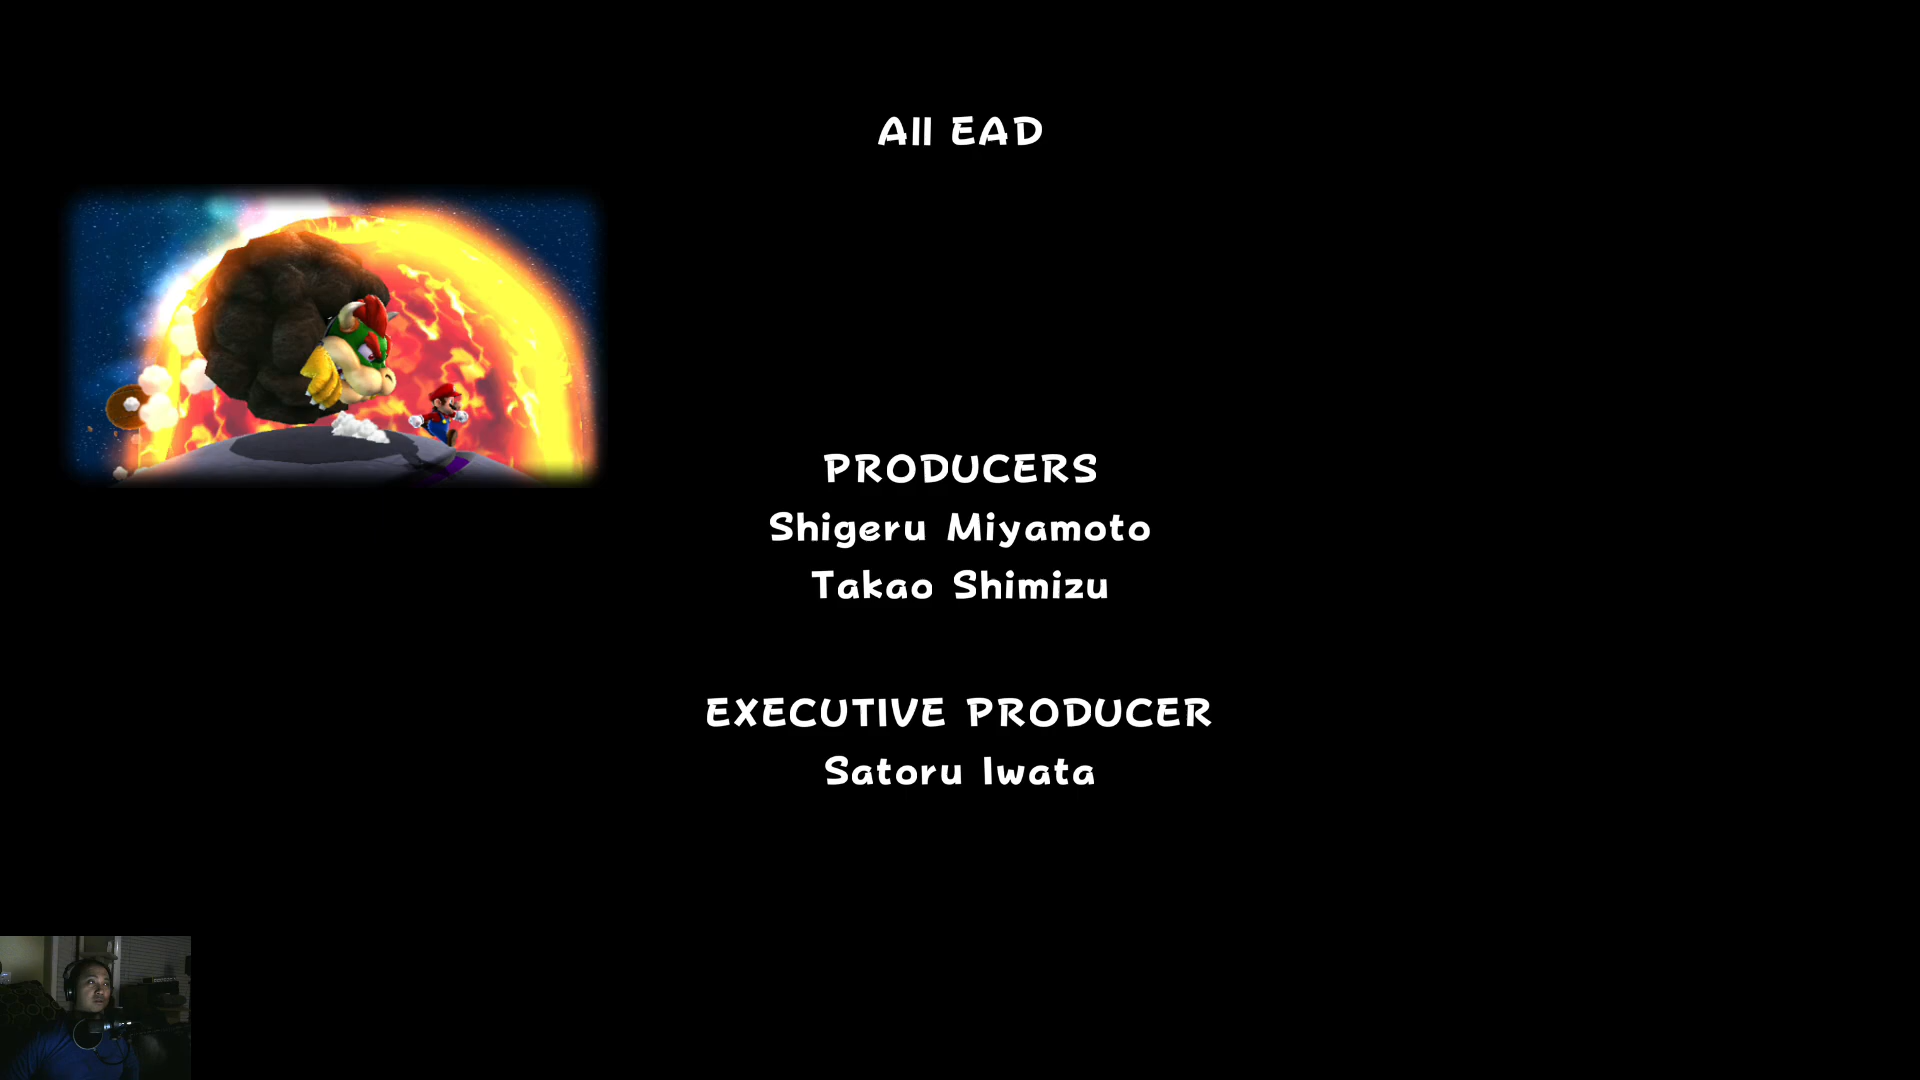 All EAD
PRODUCERS
Shigeru Miyamoto
Takao Shimizu
EXECUTIVE PRODUCER
Satoru Iwata